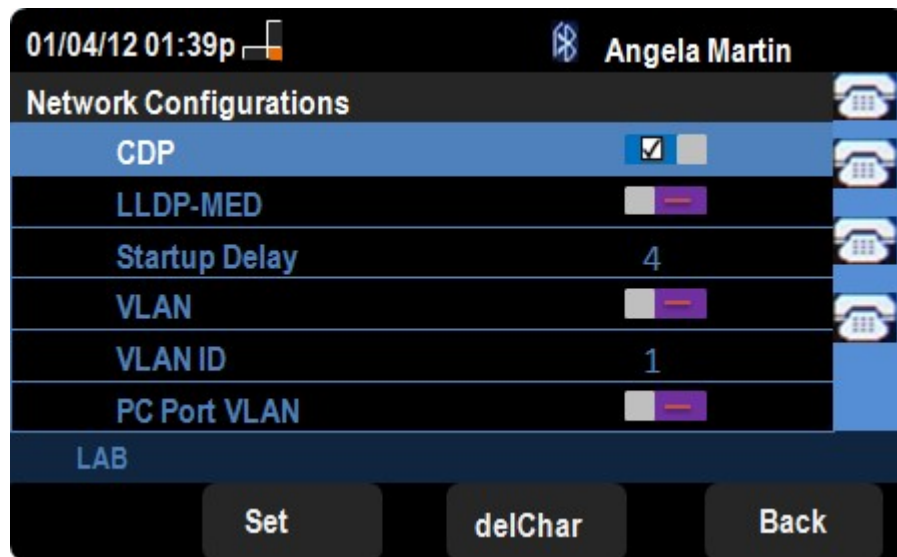 01/04/12 01:39p Angela Martin
Network Configurations
CDP
LLDP-MED
Startup Delay 4
VLAN
VLAN ID 1
PC Port VLAN
LAB
Set delChar Back